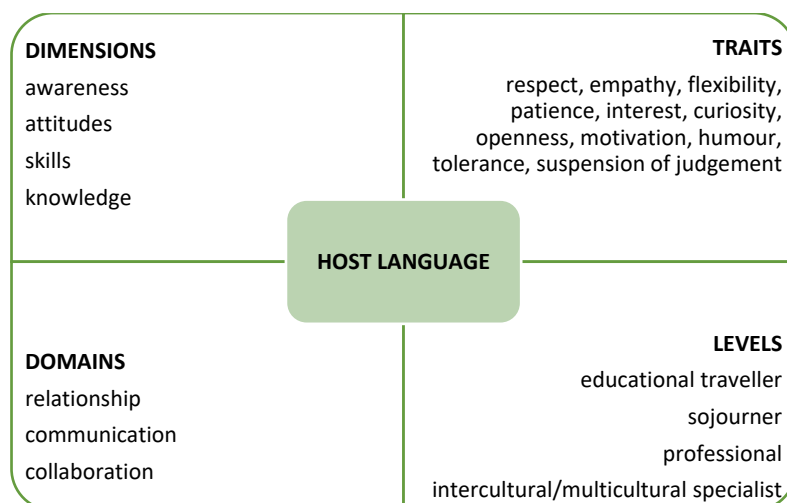 DIMENSIONS
awareness
attitudes
skills
knowledge
TRAITS
respect, empathy, flexibility,
patience, interest, curiosity,
openness, motivation, humour,
tolerance, suspension of judgement
HOST LANGUAGE
DOMAINS
relationship
communication
collaboration
LEVELS
educational traveller
sojourner
professional
intercultural/multicultural specialist